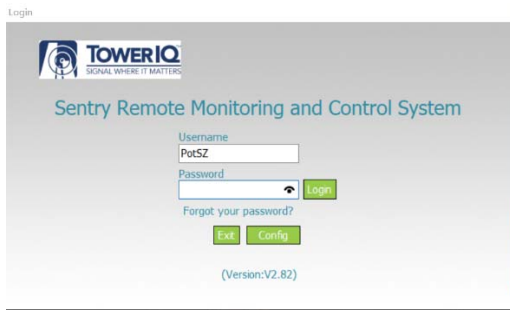 Login
TOWERIQ
SIGNAL WHERE IT MATTERS
Sentry Remote Monitoring and Control System
Username
PotSZ
Password
Login
Forgot your password?
Ext Config
(Version:V2.82)